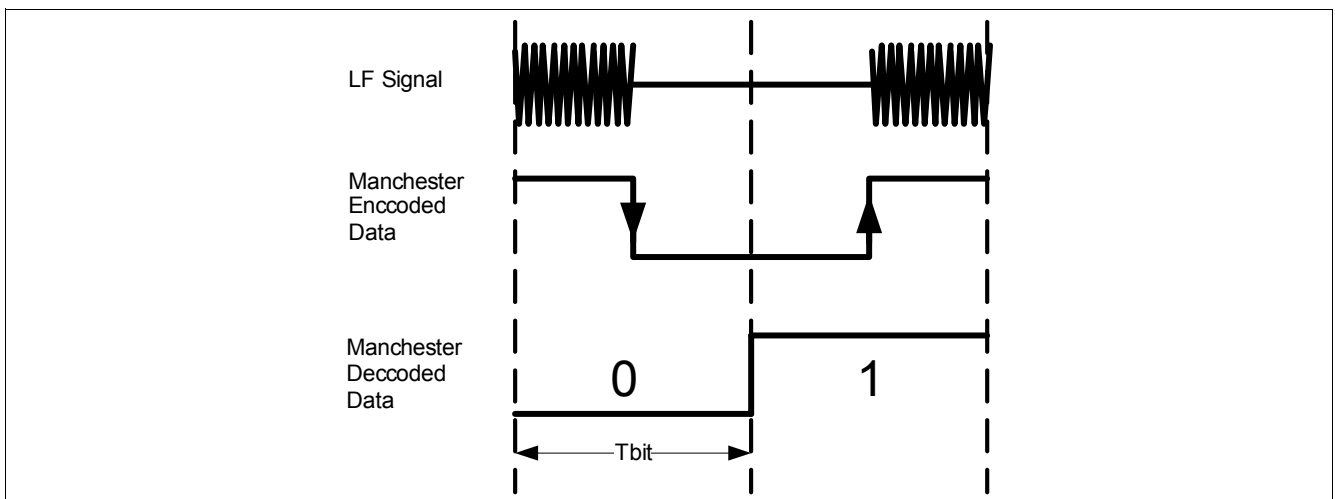 LF Signal
Manchester
Enccoded
Data
Manchester
Deccoded
Data
0
1
Tbit